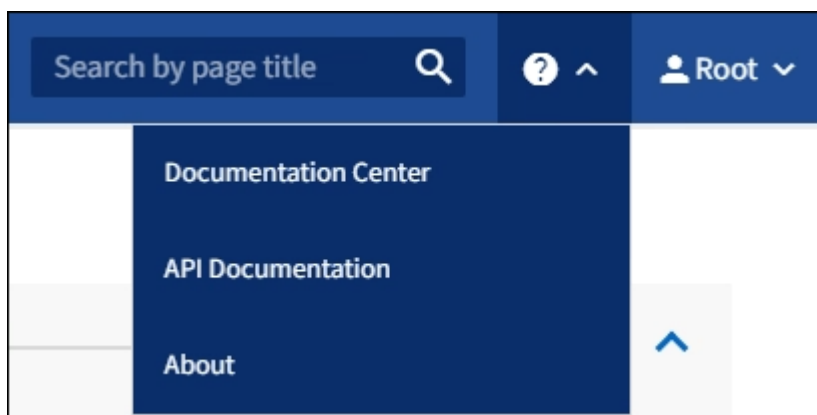 Search by page title
Root
Documentation Center
API Documentation
About